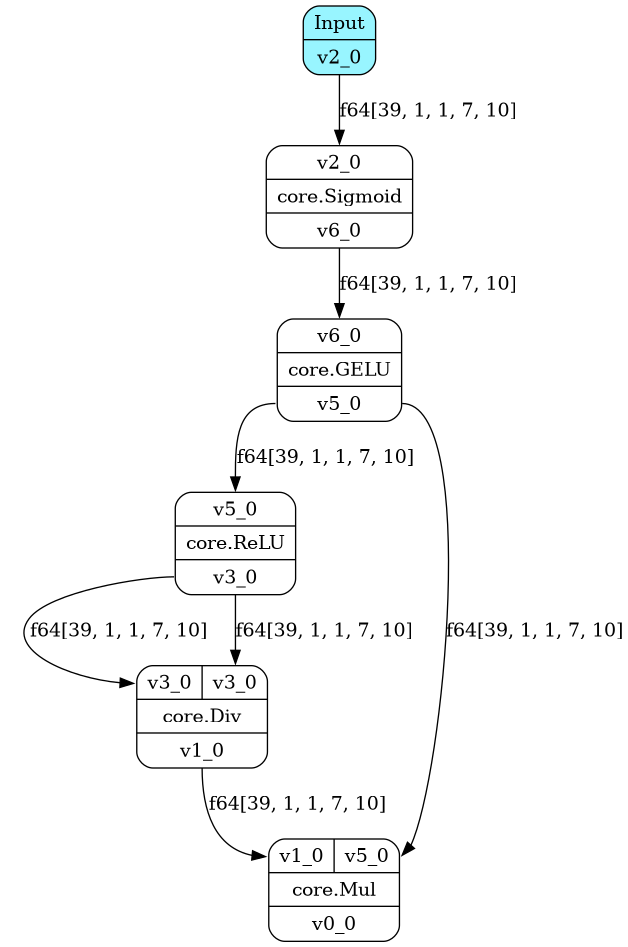 Input
v2_0
f64[39, 1, 1, 7, 10]
v2_0
core.Sigmoid
v6_0
f64[39, 1, 1, 7, 10]
v6_0
core.GELU
v5_0
f64[39, 1, 1, 7, 10]
v5_0
core.ReLU
v3_0
f64[39, 1, 1, 7, 10] f64[39, 1, 1, 7, 10] f64[39, 1, 1, 7, 10]
v3_0 v3_0
core.Div
v1_0
f64[39, 1, 1, 7, 10]
v1_0 v5_0
core.Mul
v0_0